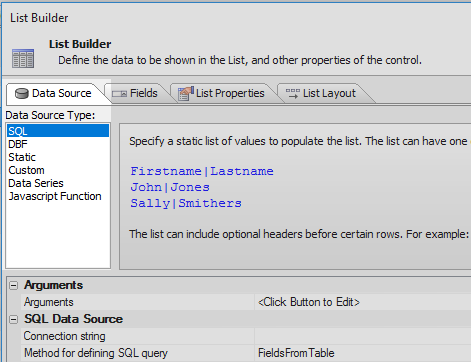 List Builder
List Builder
Define the data to be shown in the List, and other properties of the control.
Data Source
Fields
List Properties
List Layout
Data Source Type:
SQL
DBF
Static
Custom
Data Series
Javascript Function
Specify a static list of values to populate the list. The list can have one
Firstname|Lastname
John|Jones
Sally|Smithers
The list can include optional headers before certain rows. For example:
Arguments
Arguments <Click Button to Edit>
SQL Data Source
Connection string
Method for defining SQL query FieldsFromTable